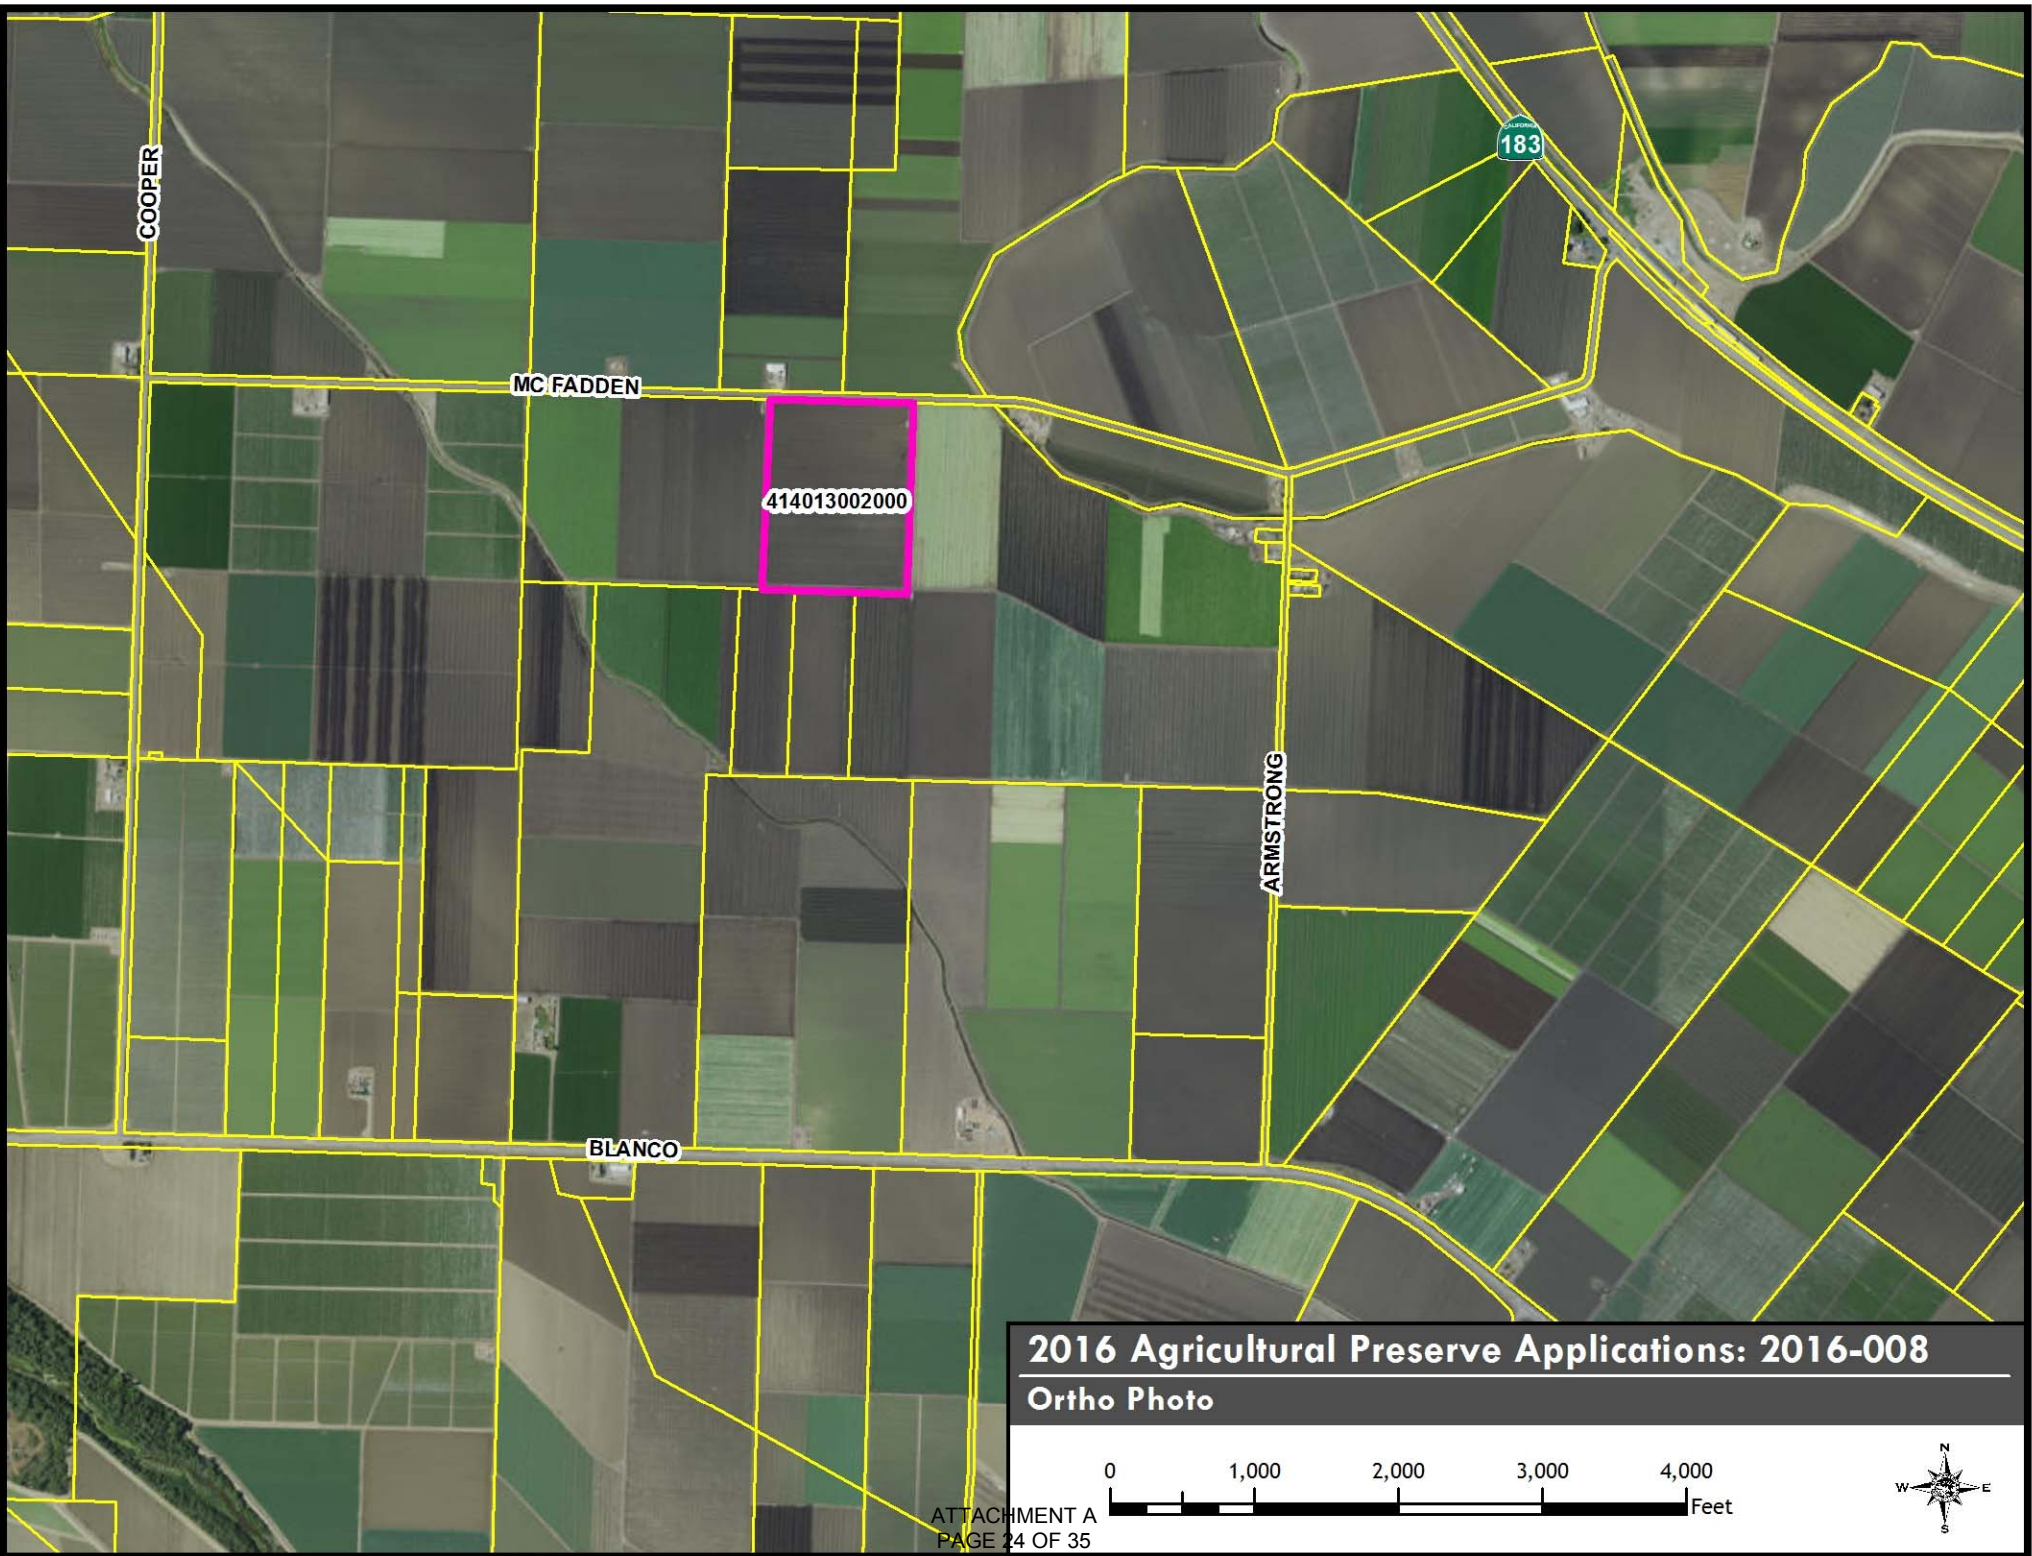 CALIFORNIA
183
COOPER
MC FADDEN
414013002000
ARMSTRONG
BLANCO
2016 Agricultural Preserve Applications: 2016-008
Ortho Photo
0 1,000 2,000 3,000 4,000
Feet
N
W E
S
ATTACHMENT A
PAGE 24 OF 35